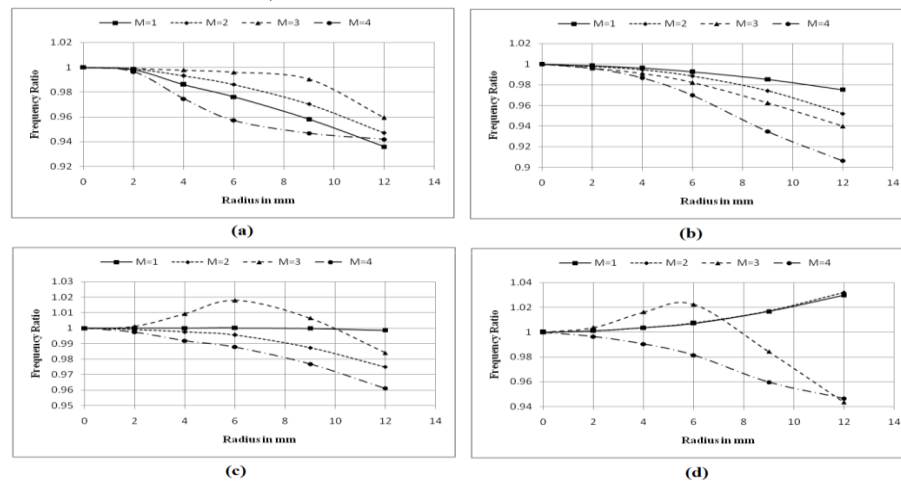 M=1 M=2 M=3 M=4
1.02
1
0.98
0.96
0.94
0.92
Frequency Ratio
0 2 4 6 8 10 12 14
Radius in mm
(a)
M=1 M=2 M=3 M=4
1.02
1
0.98
0.96
0.94
0.92
0.9
Frequency Ratio
0 2 4 6 8 10 12 14
Radius in mm
(b)
M=1 M=2 M=3 M=4
1.03
1.02
1.01
1
0.99
0.98
0.97
0.96
0.95
Frequency Ratio
0 2 4 6 8 10 12 14
Radius in mm
(c)
M=1 M=2 M=3 M=4
1.04
1.02
1
0.98
0.96
0.94
Frequency Ratio
0 2 4 6 8 10 12 14
Radius in mm
(d)